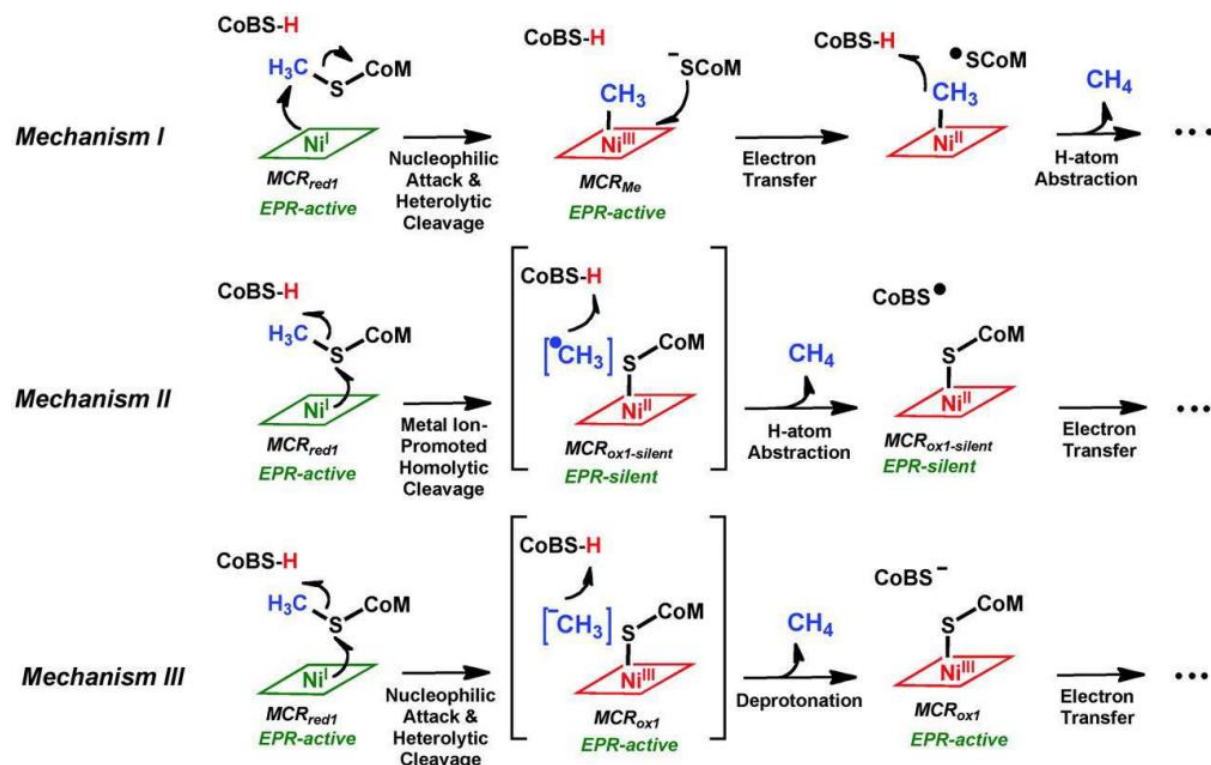 CoBS-H
H₃C S CoM
Niᴵ
MCRred1
EPR-active
Mechanism I
Nucleophilic
Attack &
Heterolytic
Cleavage
CoBS-H
⁻SCoM
CH₃
Niᴵᴵᴵ
MCRMe
EPR-active
Electron
Transfer
CoBS-H
•SCoM
CH₃
Niᴵᴵ
CH₄
H-atom
Abstraction
•••
Mechanism II
CoBS-H
H₃C S CoM
Niᴵ
MCRred1
EPR-active
Metal Ion-
Promoted
Homolytic
Cleavage
CoBS-H
[•CH₃] S CoM
Niᴵᴵ
MCRox1-silent
EPR-silent
CH₄
H-atom
Abstraction
CoBS•
S CoM
Niᴵᴵ
MCRox1-silent
EPR-silent
Electron
Transfer
•••
Mechanism III
CoBS-H
H₃C S CoM
Niᴵ
MCRred1
EPR-active
Nucleophilic
Attack &
Heterolytic
Cleavage
CoBS-H
[⁻CH₃] S CoM
Niᴵᴵᴵ
MCRox1
EPR-active
CH₄
Deprotonation
CoBS⁻
S CoM
Niᴵᴵᴵ
MCRox1
EPR-active
Electron
Transfer
•••